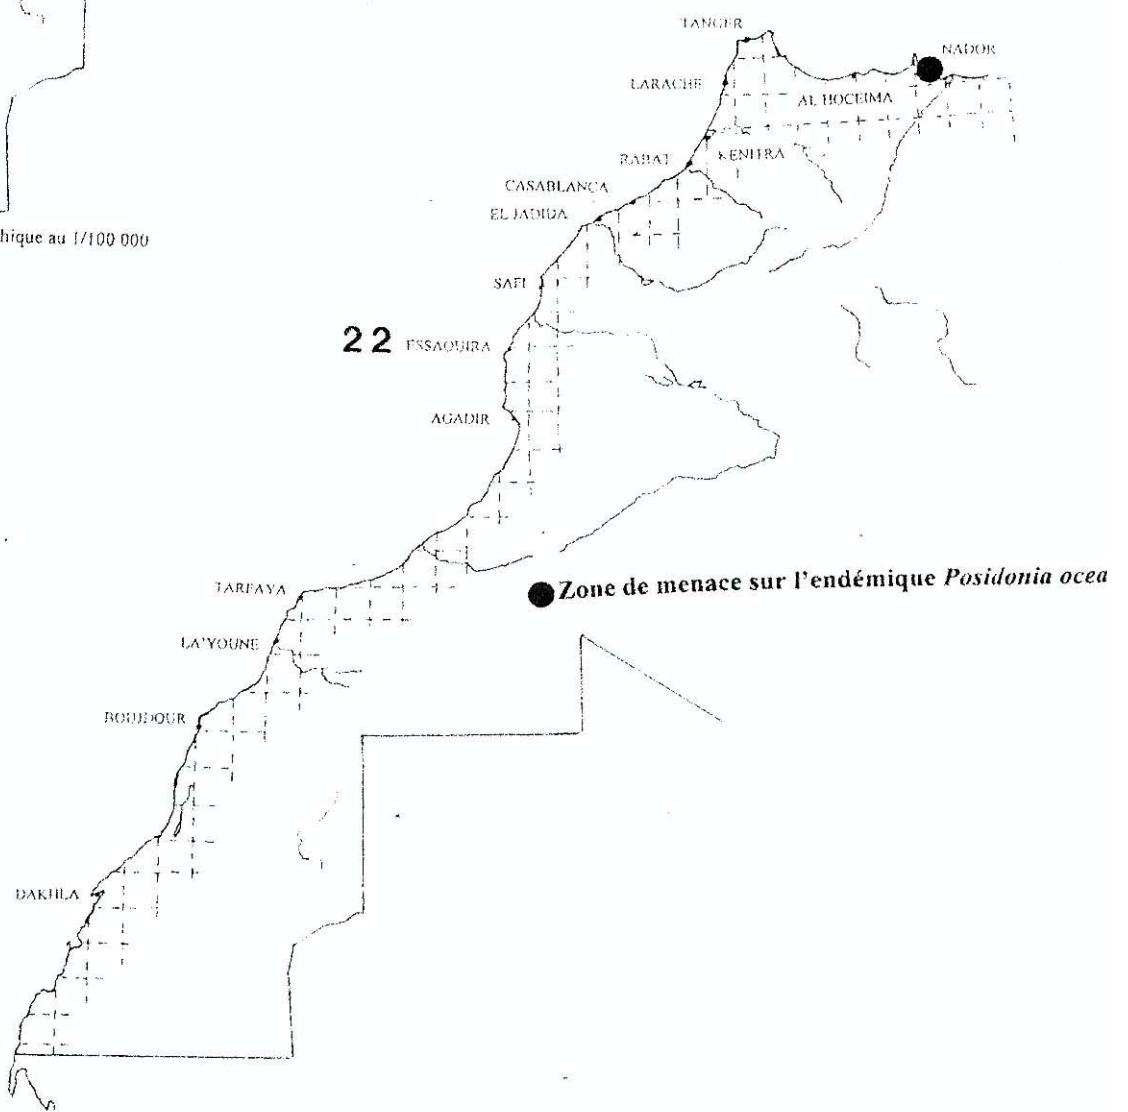 TANGER
NADOR
LARACHE
AL HOCEIMA
RABAT
KENITRA
CASABLANCA
EL JADIDA
hique au 1/100 000
SAFI
22
ESSAOUIRA
AGADIR
TARFAYA
Zone de menace sur l'endémique Posidonia ocea
LA'YOUNE
BOUJDOUR
DAKHLA